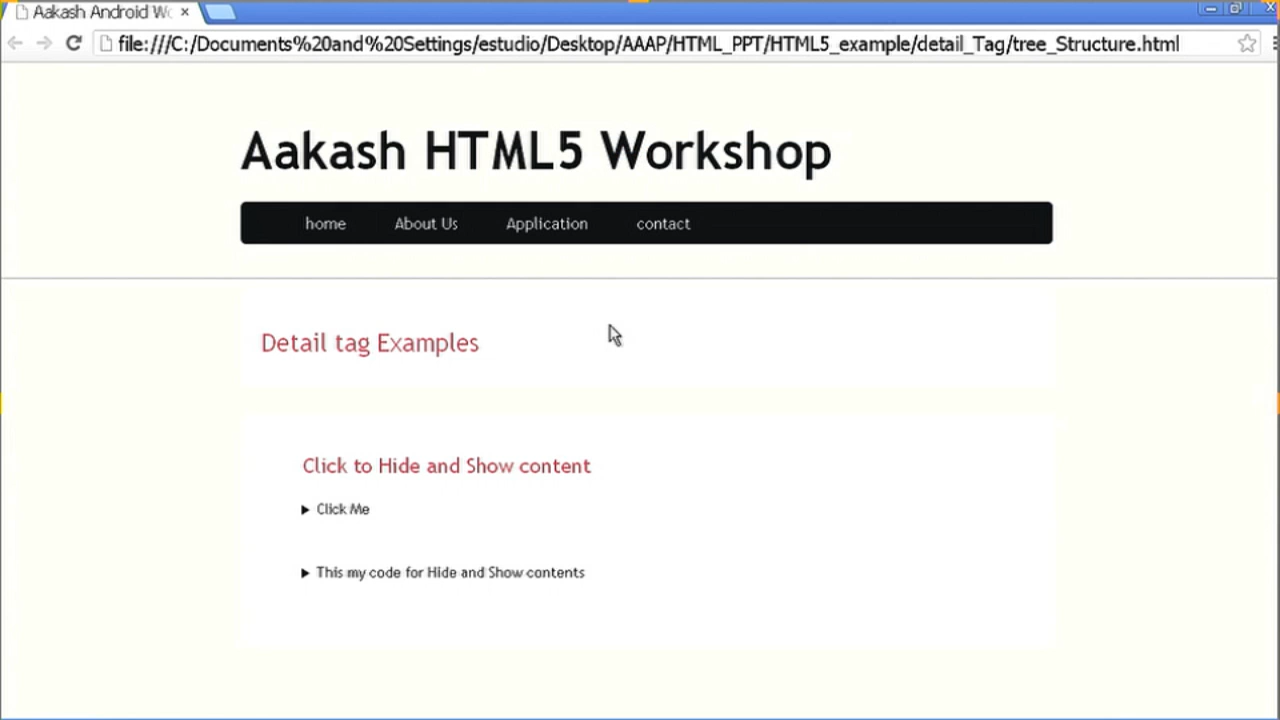 Aakash Android Wo
file:///C:/Documents%20and%20Settings/estudio/Desktop/AAAP/HTML_PPT/HTML5_example/detail_Tag/tree_Structure.html
Aakash HTML5 Workshop
home About Us Application contact
Detail tag Examples
Click to Hide and Show content
Click Me
This my code for Hide and Show contents